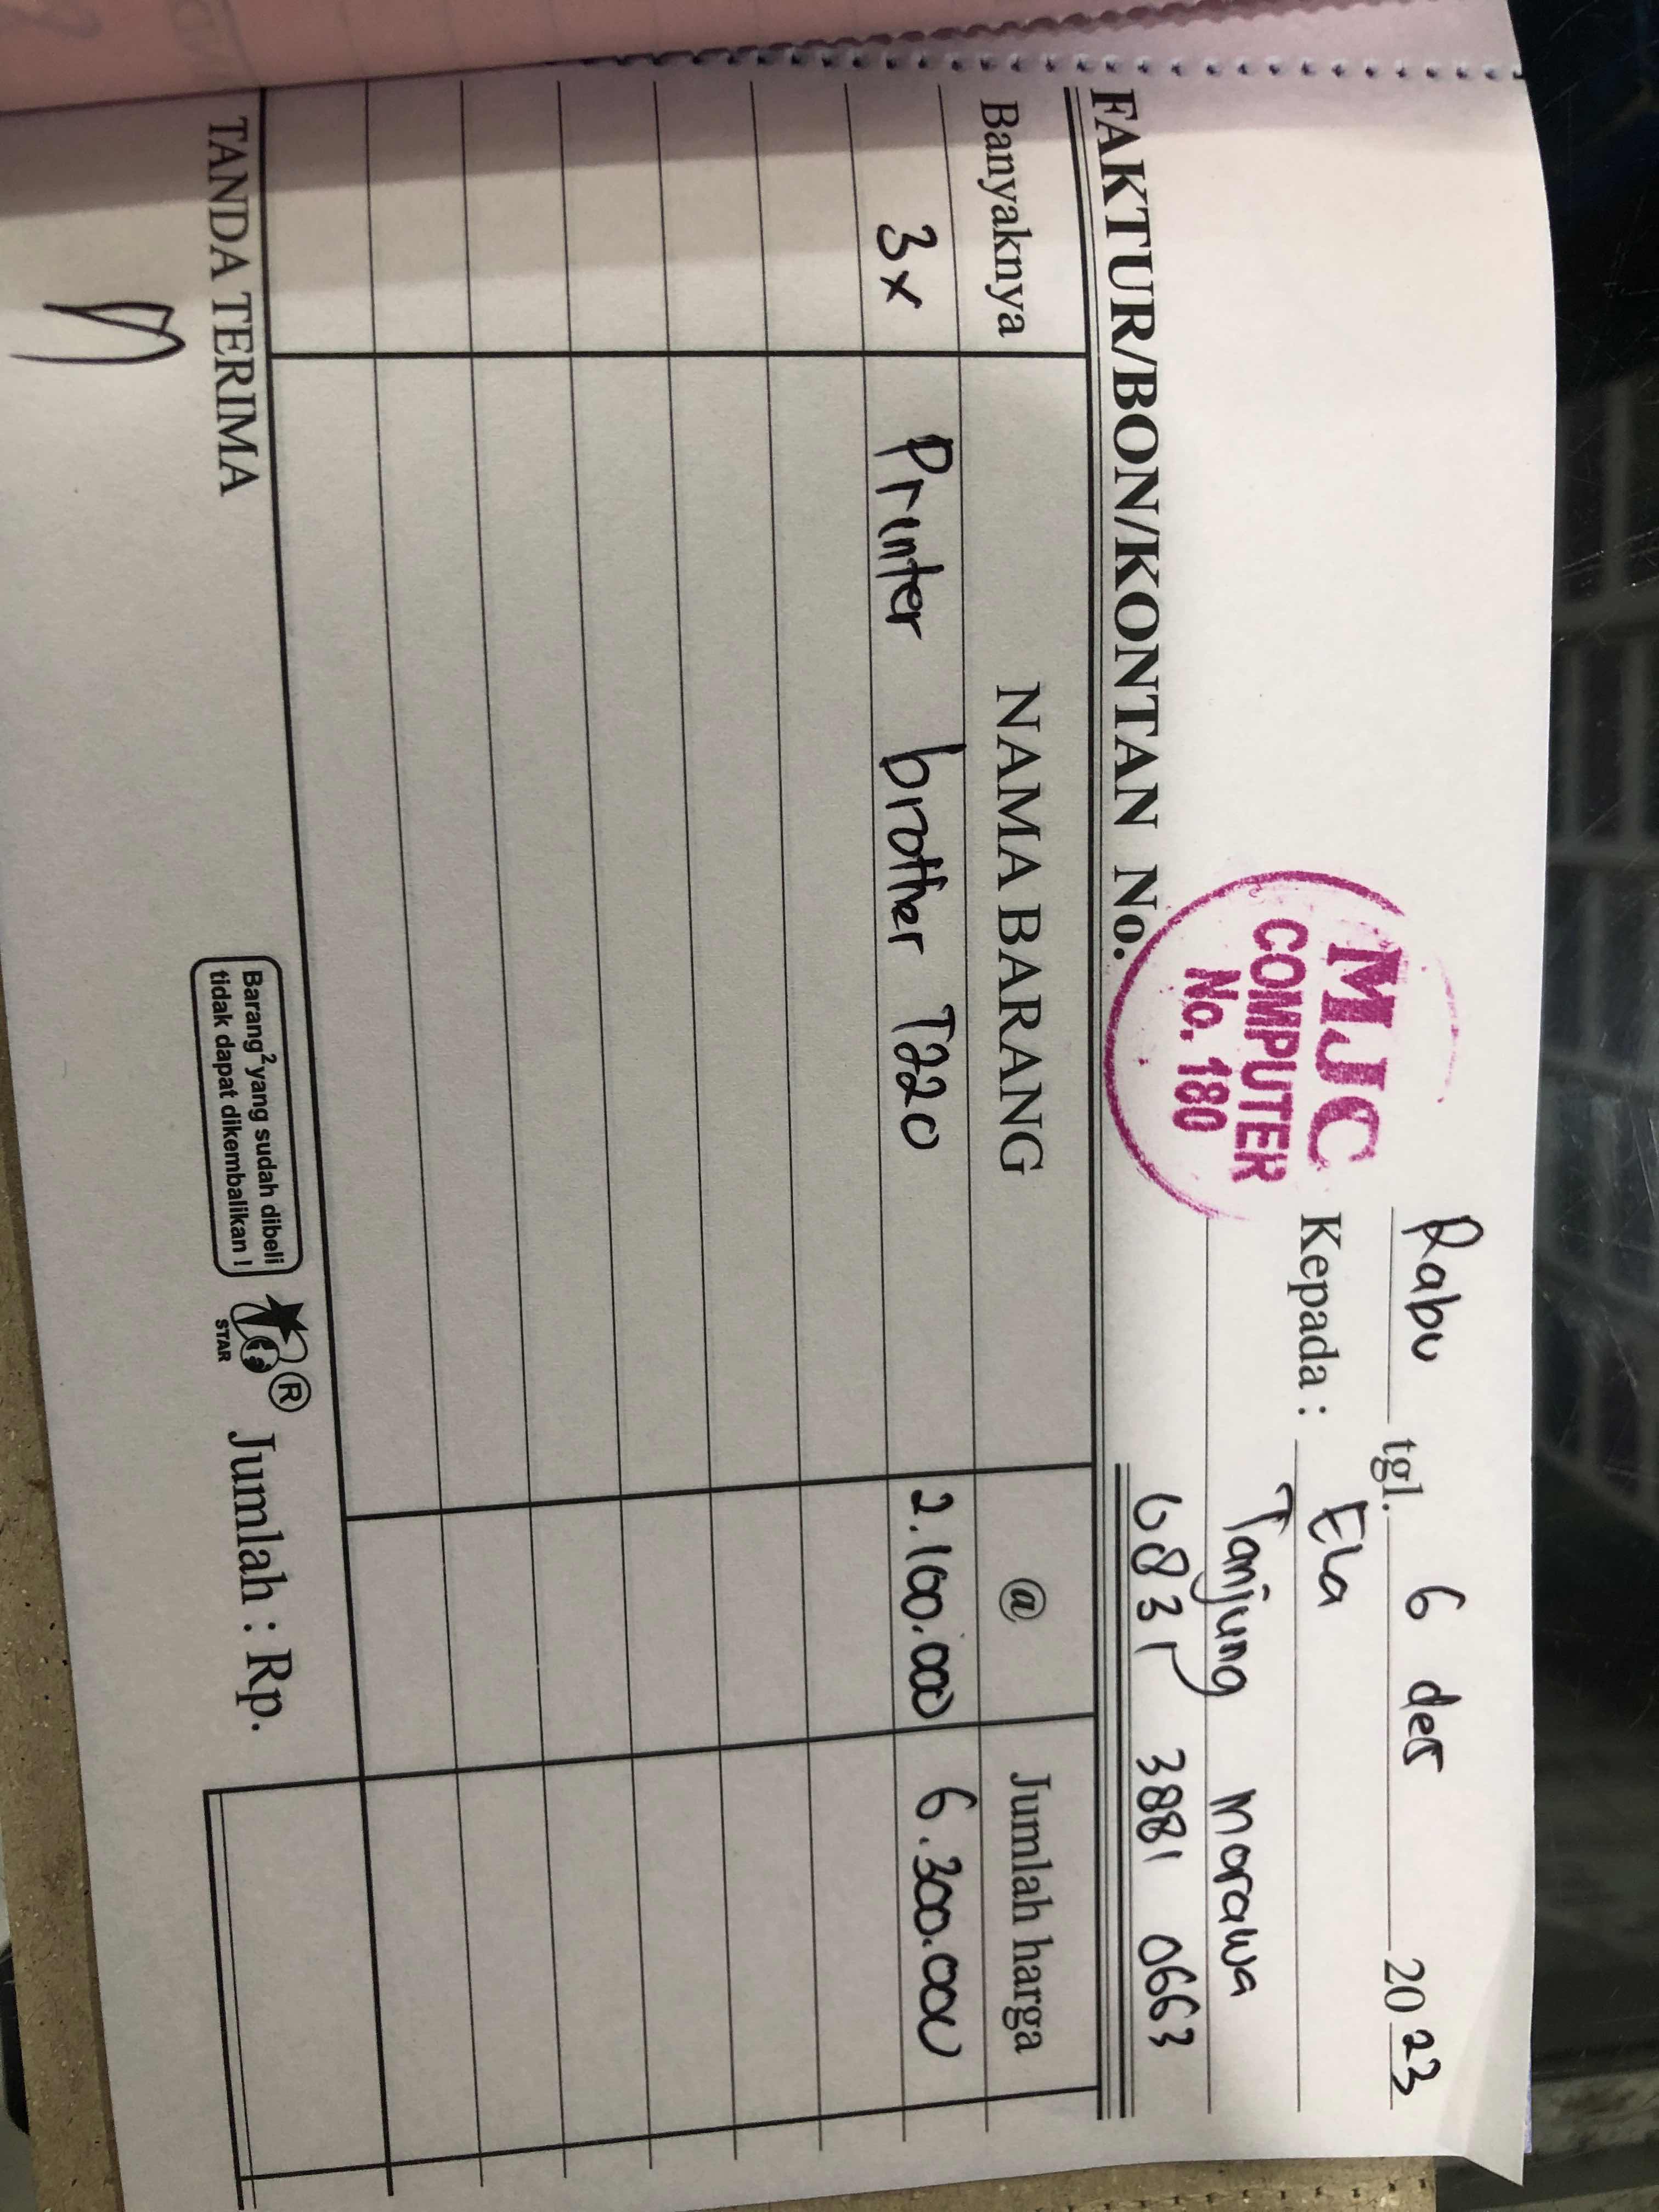 Rabu tgl. 6 des 2023
MJC
COMPUTER
No. 180
Kepada : Ela
Tanjung Morawa
0831 3881 0663
FAKTUR/BON/KONTAN No.
Banyaknya NAMA BARANG @ Jumlah harga
3x Printer brother T220 2.100.000 6.300.000
TANDA TERIMA
Barang² yang sudah dibeli
tidak dapat dikembalikan !
STAR
®
Jumlah : Rp.